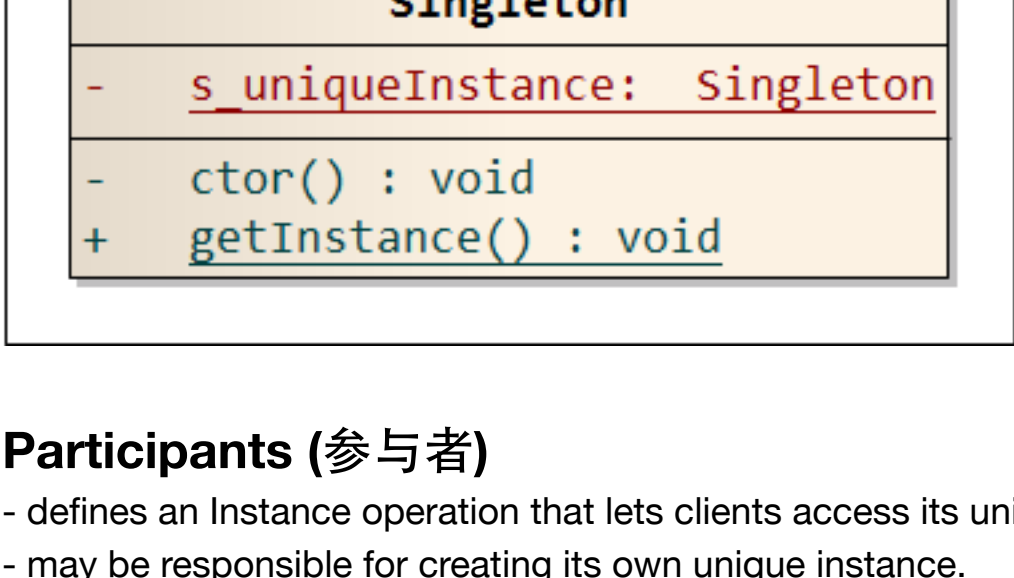 Singleton
- s_uniqueInstance: Singleton
- ctor() : void
+ getInstance() : void
Participants (参与者)
- defines an Instance operation that lets clients access its
- may be responsible for creating its own unique instance.